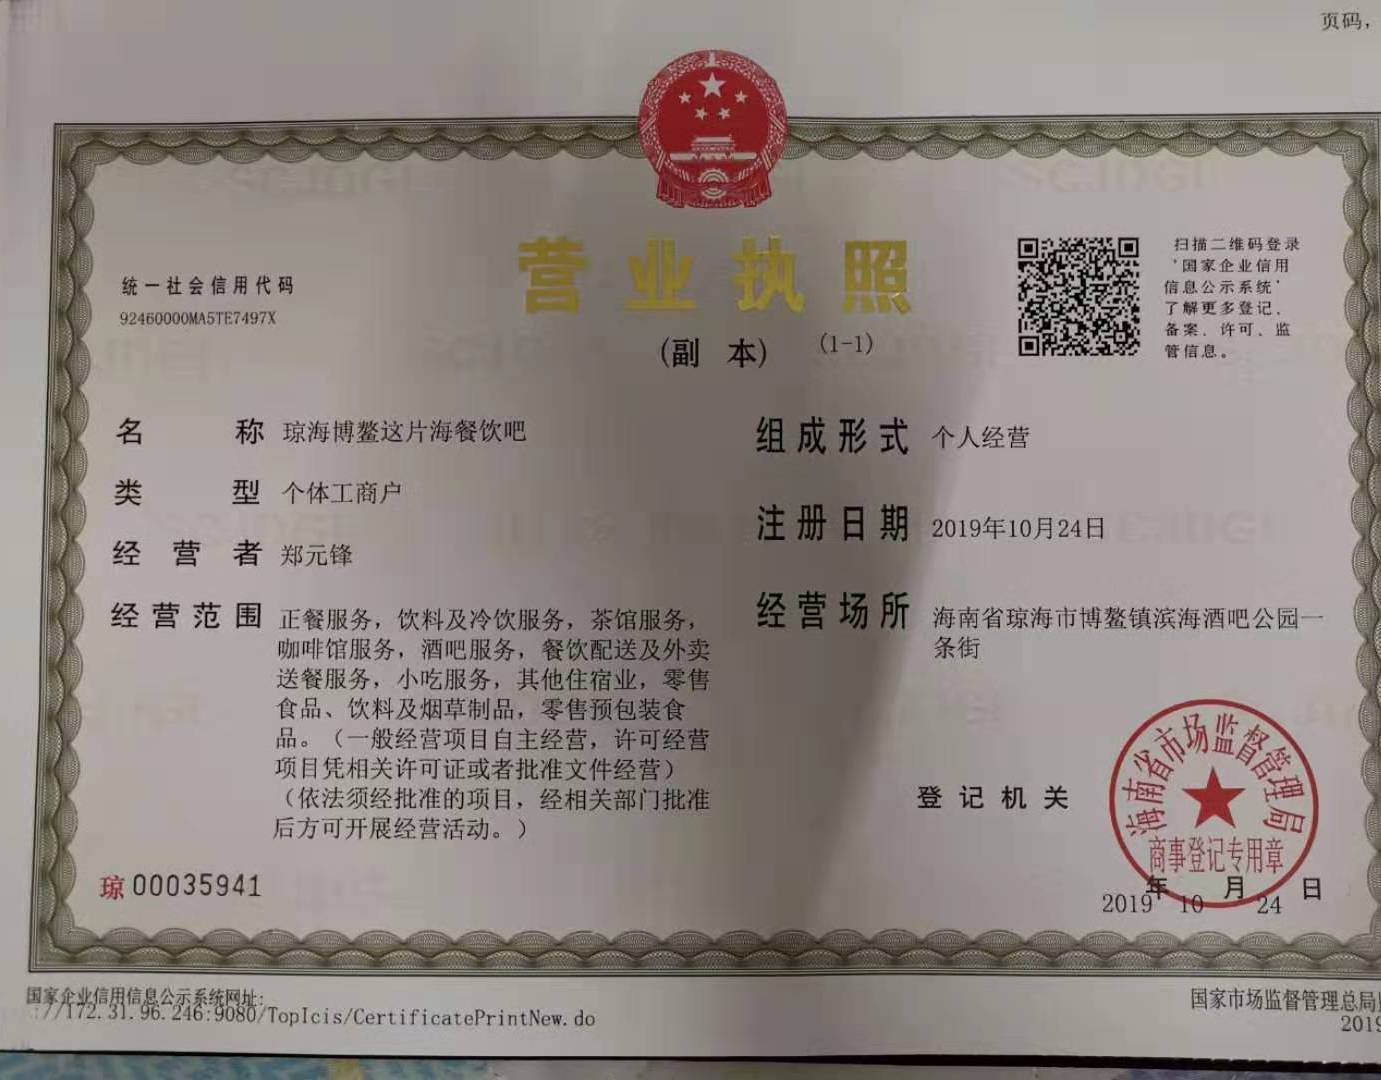 页码，
营业执照
(副 本) (1-1)
统一社会信用代码
92460000MA5TE7497X
扫描二维码登录
‘国家企业信用
信息公示系统’
了解更多登记、
备案、许可、监
管信息。
名 称 琼海博鳌这片海餐饮吧
类 型 个体工商户
经 营 者 郑元锋
经营范围 正餐服务，饮料及冷饮服务，茶馆服务，
咖啡馆服务，酒吧服务，餐饮配送及外卖
送餐服务，小吃服务，其他住宿业，零售
食品、饮料及烟草制品，零售预包装食
品。（一般经营项目自主经营，许可经营
项目凭相关许可证或者批准文件经营）
（依法须经批准的项目，经相关部门批准
后方可开展经营活动。）
组成形式 个人经营
注册日期 2019年10月24日
经营场所 海南省琼海市博鳌镇滨海酒吧公园一
条街
登记机关
海南省市场监督管理局
商事登记专用章
2019 年 10 月 24 日
琼 00035941
国家企业信用信息公示系统网址:
://172.31.96.246:9080/TopIcis/CertificatePrintNew.do
国家市场监督管理总局
2019